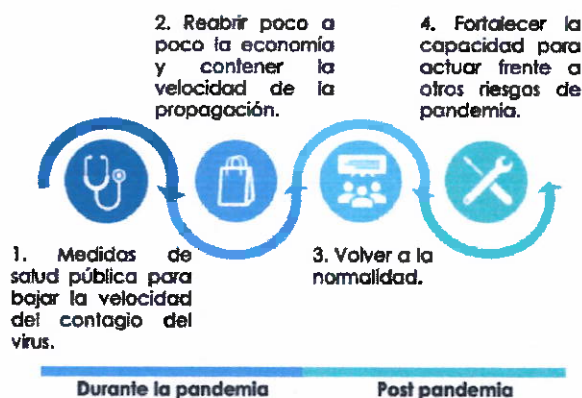 2. Reabrir poco a
poco la economía
y contener la
velocidad de la
propagación.
4. Fortalecer la
capacidad para
actuar frente a
otros riesgos de
pandemia.
1. Medidas de
salud pública para
bajar la velocidad
del contagio del
virus.
3. Volver a la
normalidad.
Durante la pandemia
Post pandemia